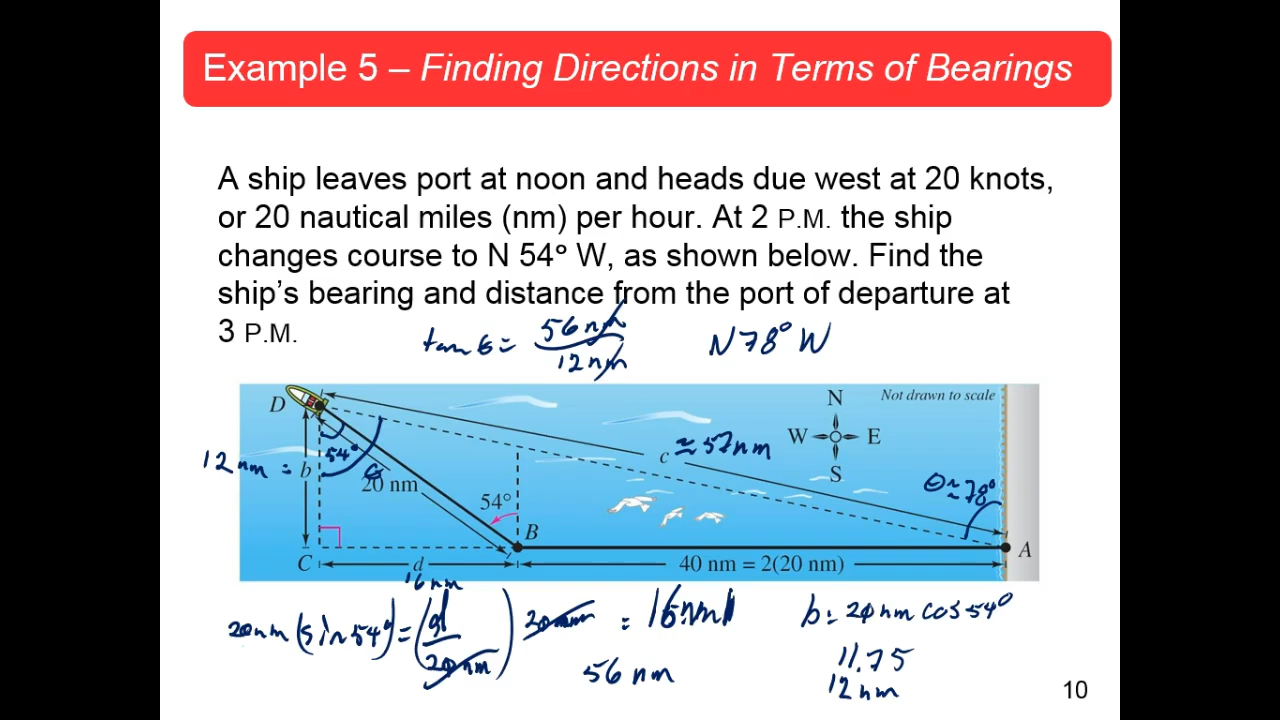 Example 5 – Finding Directions in Terms of Bearings
A ship leaves port at noon and heads due west at 20 knots,
or 20 nautical miles (nm) per hour. At 2 P.M. the ship
changes course to N 54° W, as shown below. Find the
ship's bearing and distance from the port of departure at
3 P.M.
tan θ = 56 nm / 12 nm
N 78° W
D
N
Not drawn to scale
W E
S
12 nm = b
54°
θ
20 nm
c ≈ 57 nm
θ ≈ 78°
54°
B
A
C
d
16 nm
40 nm = 2(20 nm)
20 nm (sin 54°) = (d / 20 nm) 20 nm = 16 nm
56 nm
b = 20 nm cos 54°
11.75
12 nm
10